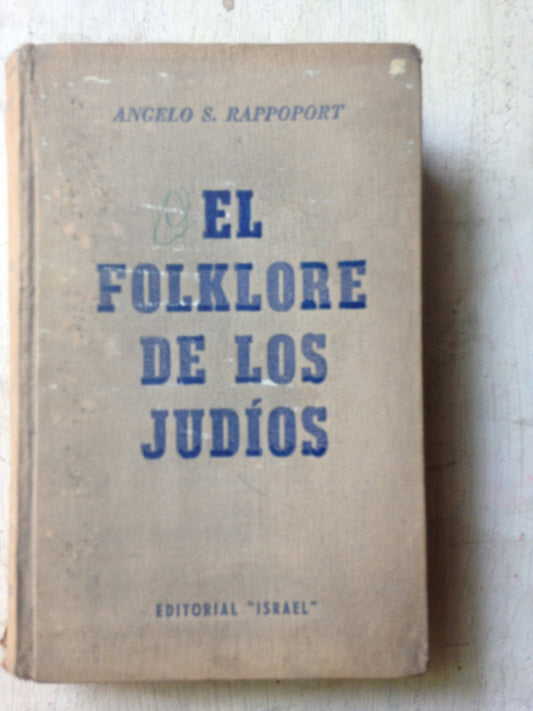 ANGELO S. RAPPOPORT
EL
FOLKLORE
DE LOS
JUDÍOS
EDITORIAL "ISRAEL"